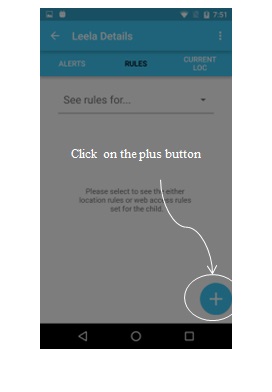 7:51
Leela Details
ALERTS RULES CURRENT
LOC
See rules for...
Click on the plus button
Please select to see the either
location rules or web access rules
set for the child.